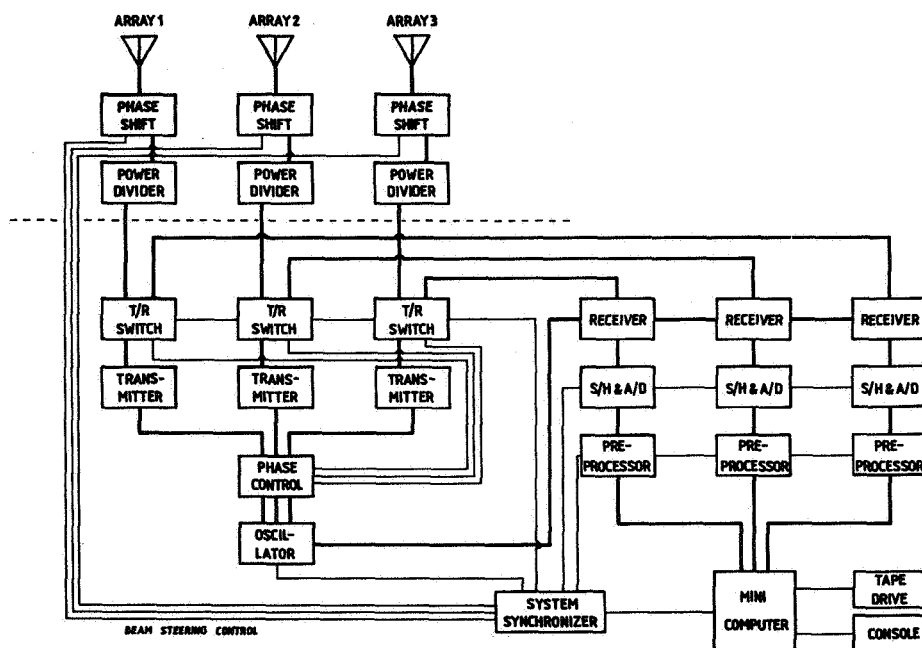 ARRAY 1
ARRAY 2
ARRAY 3
PHASE
SHIFT
PHASE
SHIFT
PHASE
SHIFT
POWER
DIVIDER
POWER
DIVIDER
POWER
DIVIDER
T/R
SWITCH
T/R
SWITCH
T/R
SWITCH
RECEIVER
RECEIVER
RECEIVER
TRANS-
MITTER
TRANS-
MITTER
TRANS-
MITTER
S/H & A/D
S/H & A/D
S/H & A/D
PRE-
PROCESSOR
PRE-
PROCESSOR
PRE-
PROCESSOR
PHASE
CONTROL
OSCIL-
LATOR
SYSTEM
SYNCHRONIZER
MINI
COMPUTER
TAPE
DRIVE
CONSOLE
BEAM STEERING CONTROL